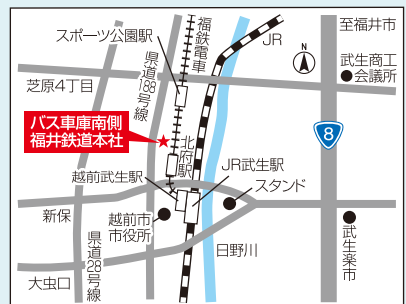 スポーツ公園駅
福鉄電車
JR
至福井市
N
武生商工
会議所
県道188号線
芝原4丁目
バス車庫南側
福井鉄道本社
8
北府駅
越前武生駅
JR武生駅
スタンド
新保
越前市
市役所
武生楽市
県道28号線
日野川
大虫口